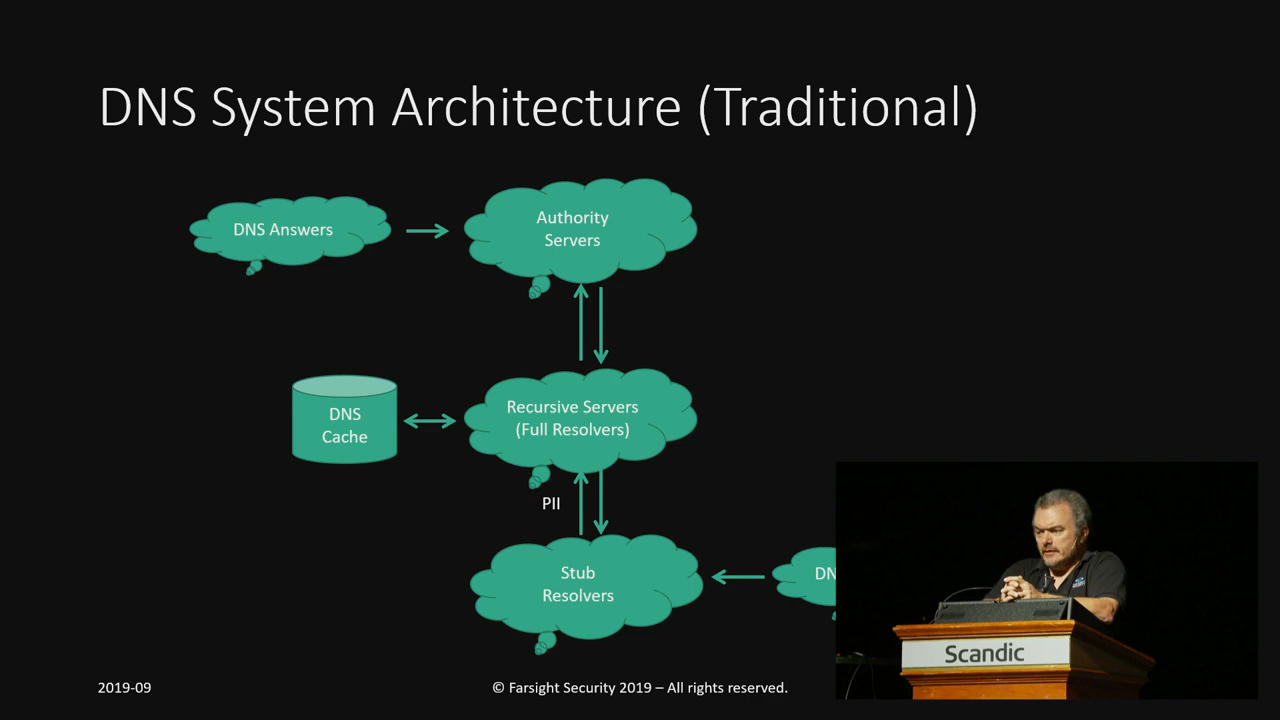 DNS System Architecture (Traditional)
DNS Answers
Authority
Servers
DNS
Cache
Recursive Servers
(Full Resolvers)
PII
Stub
Resolvers
Scandic
2019-09
© Farsight Security 2019 – All rights reserved.